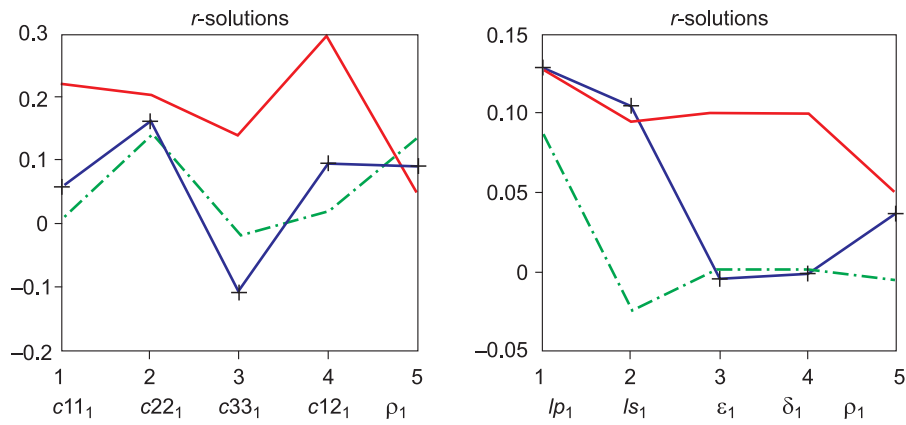 r-solutions
0.3
0.2
0.1
0
–0.1
–0.2
1 2 3 4 5
c11₁ c22₁ c33₁ c12₁ ρ₁
r-solutions
0.15
0.10
0.05
0
–0.05
1 2 3 4 5
lp₁ ls₁ ε₁ δ₁ ρ₁